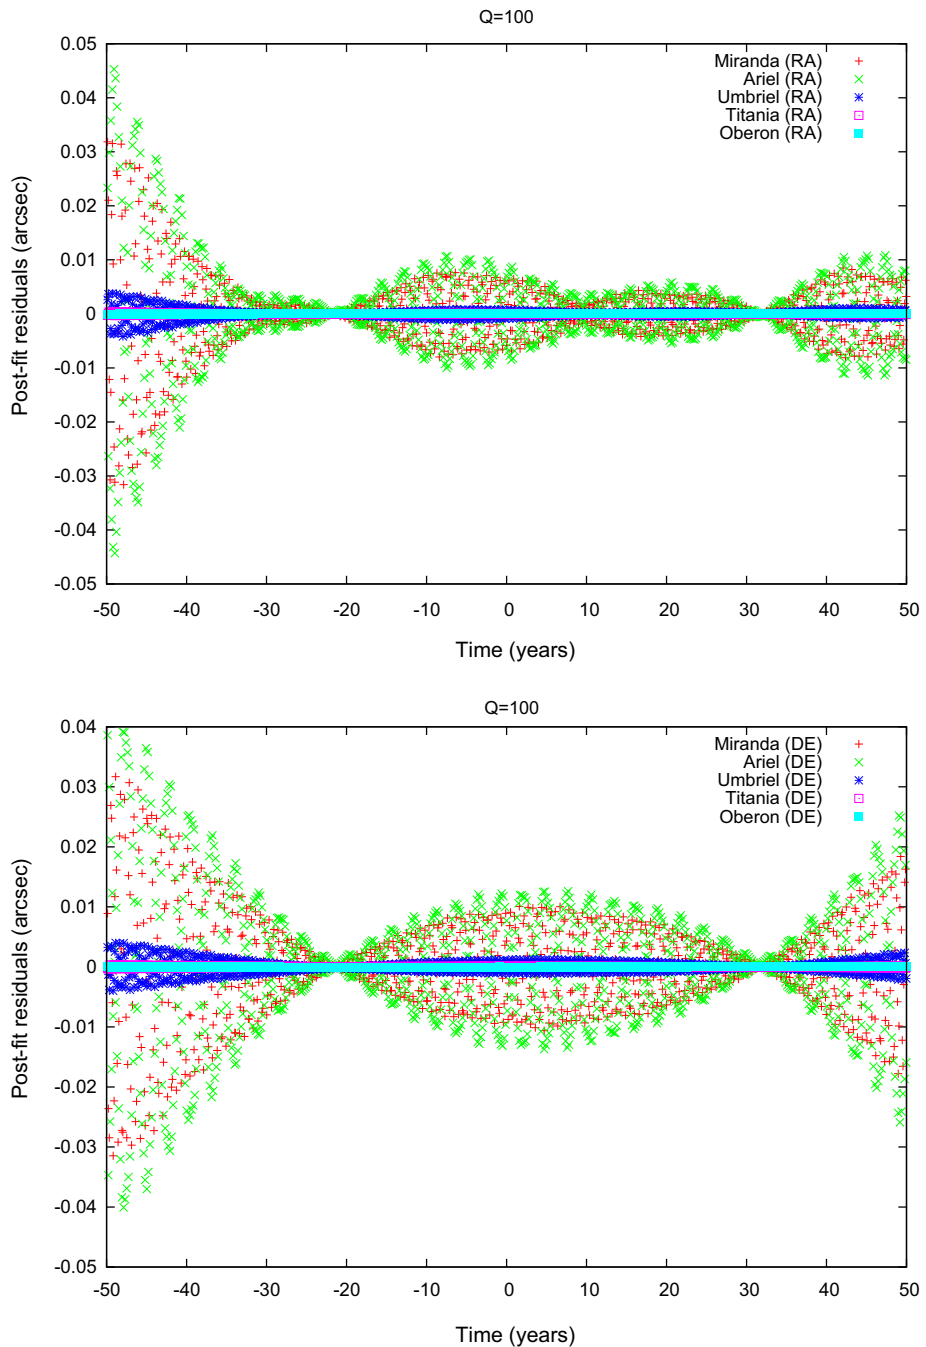 Q=100
0.05
0.04
0.03
0.02
0.01
0
-0.01
-0.02
-0.03
-0.04
-0.05
Miranda (RA)
Ariel (RA)
Umbriel (RA)
Titania (RA)
Oberon (RA)
Post-fit residuals (arcsec)
-50 -40 -30 -20 -10 0 10 20 30 40 50
Time (years)
Q=100
0.04
0.03
0.02
0.01
0
-0.01
-0.02
-0.03
-0.04
-0.05
Miranda (DE)
Ariel (DE)
Umbriel (DE)
Titania (DE)
Oberon (DE)
Post-fit residuals (arcsec)
-50 -40 -30 -20 -10 0 10 20 30 40 50
Time (years)